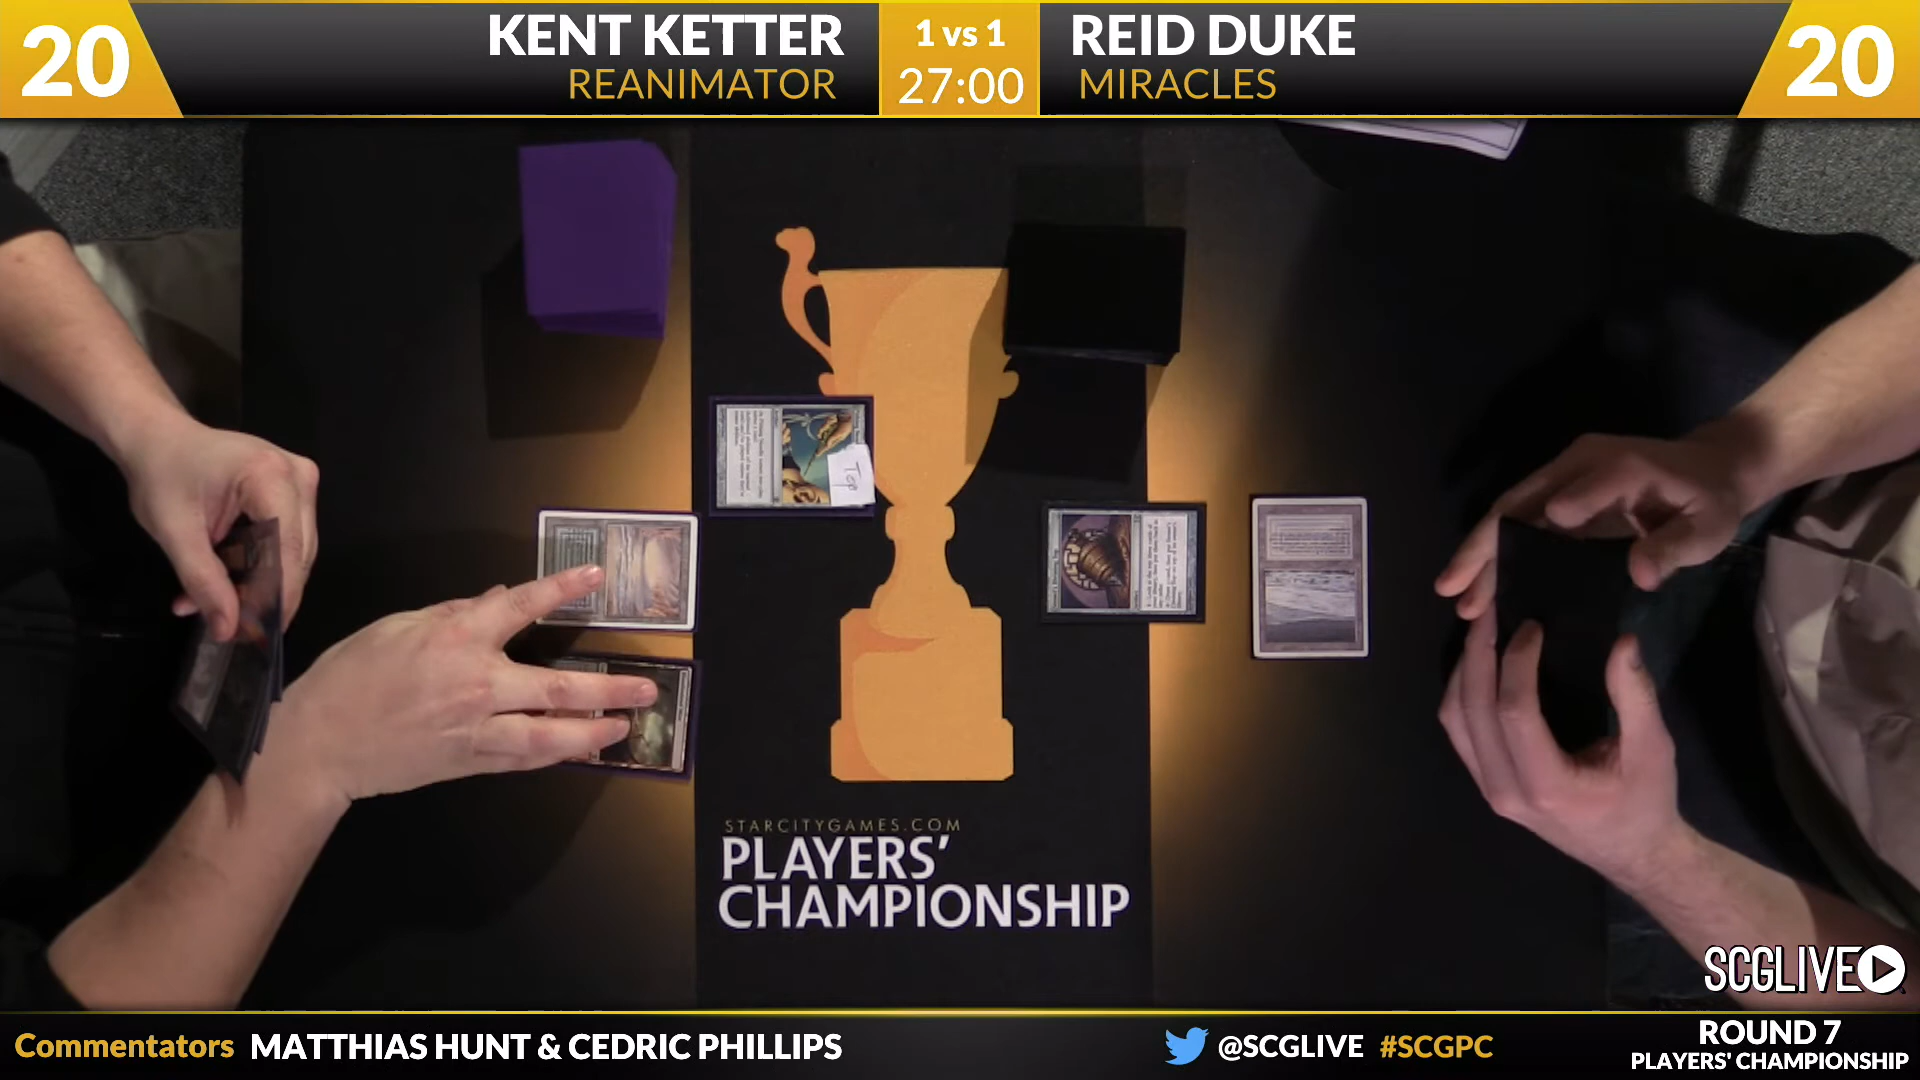 20
KENT KETTER
REANIMATOR
1 vs 1
27:00
REID DUKE
MIRACLES
20
Top
STARCITYGAMES.COM
PLAYERS'
CHAMPIONSHIP
SCGLIVE
Commentators MATTHIAS HUNT & CEDRIC PHILLIPS
@SCGLIVE #SCGPC
ROUND 7
PLAYERS' CHAMPIONSHIP